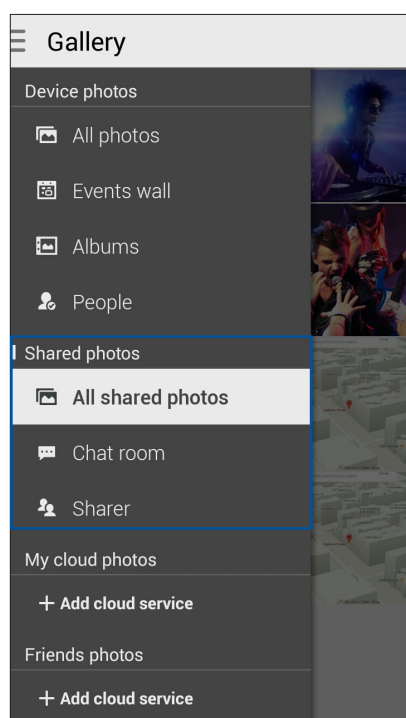 Gallery
Device photos
All photos
Events wall
Albums
People
Shared photos
All shared photos
Chat room
Sharer
My cloud photos
+ Add cloud service
Friends photos
+ Add cloud service